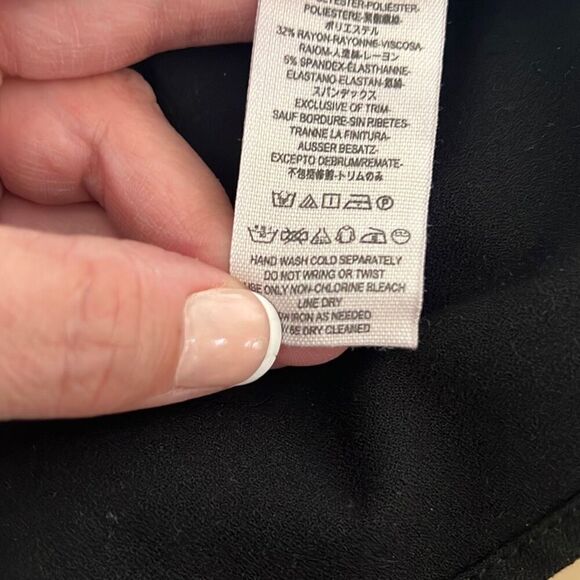 POLYESTER-POLIESTER-
POLIESTERE-聚酯纖維-
ポリエステル
32% RAYON-RAYONNE-VISCOSA-
RAIOM-人造絲-レーヨン
5% SPANDEX-ÉLASTHANNE-
ELASTANO-ELASTAN-氨綸-
スパンデックス
EXCLUSIVE OF TRIM-
SAUF BORDURE-SIN RIBETES-
TRANNE LA FINITURA-
AUSSER BESATZ-
EXCEPTO DEBRUM/REMATE-
不包括修飾-トリムのみ
HAND WASH COLD SEPARATELY
DO NOT WRING OR TWIST
USE ONLY NON-CHLORINE BLEACH
LINE DRY
IRON AS NEEDED
BE DRY CLEANED